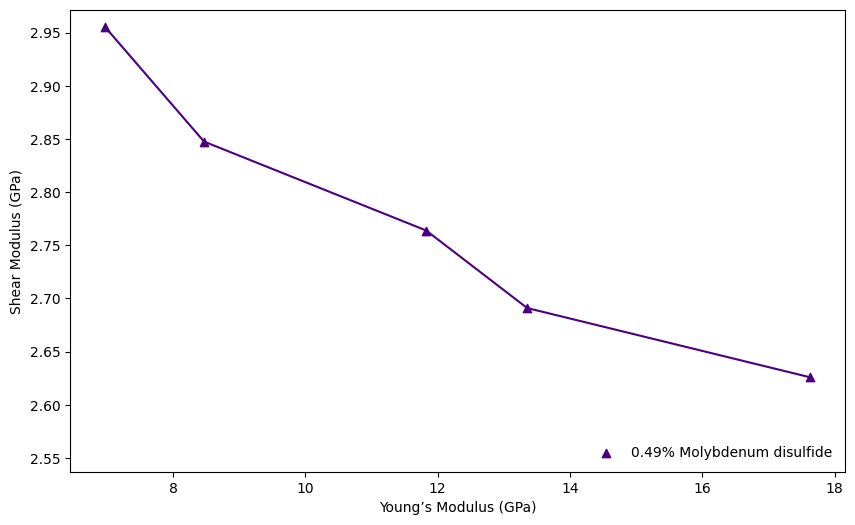 2.95
2.90
2.85
2.80
2.75
2.70
2.65
2.60
2.55
Shear Modulus (GPa)
0.49% Molybdenum disulfide
8 10 12 14 16 18
Young’s Modulus (GPa)